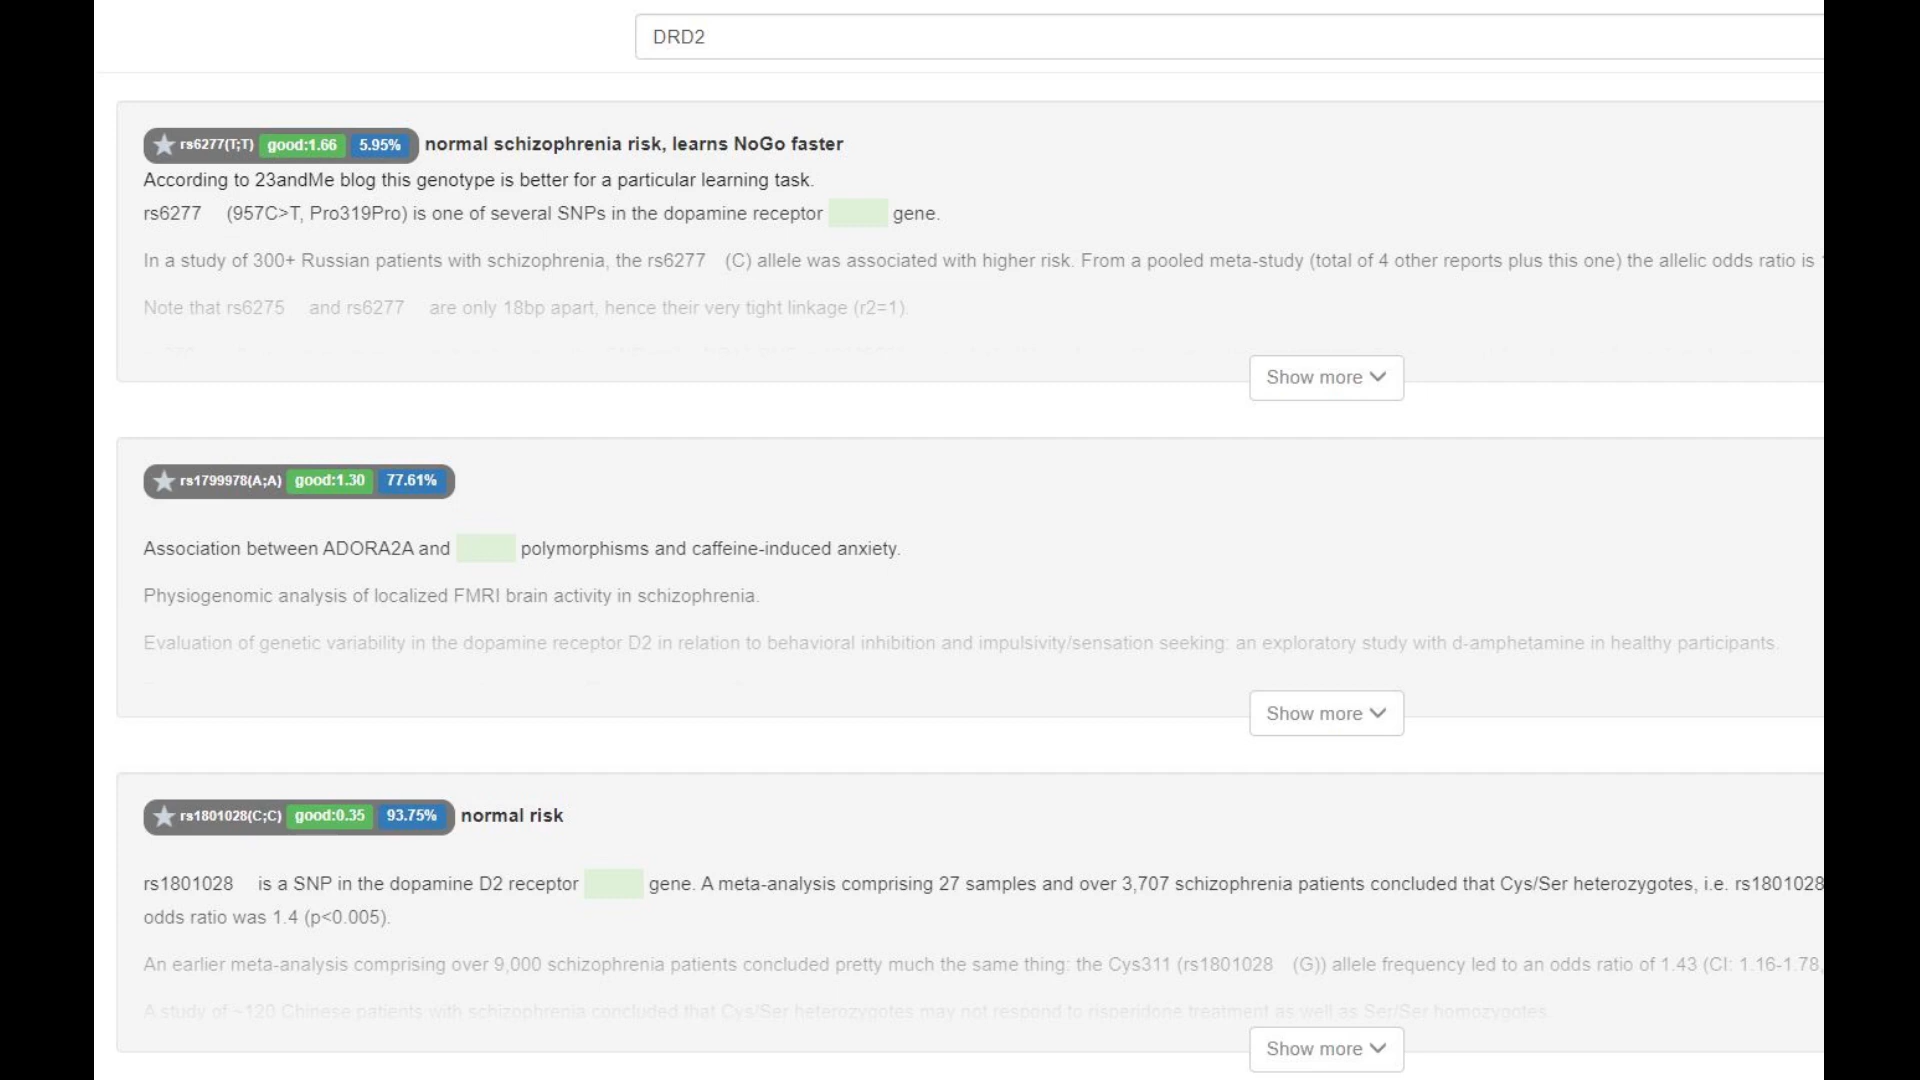 DRD2
rs6277(T;T) good:1.66 5.95% normal schizophrenia risk, learns NoGo faster
According to 23andMe blog this genotype is better for a particular learning task.
rs6277 (957C>T, Pro319Pro) is one of several SNPs in the dopamine receptor gene.
In a study of 300+ Russian patients with schizophrenia, the rs6277 (C) allele was associated with higher risk. From a pooled meta-study (total of 4 other reports plus this one) the allelic odds ratio is
Note that rs6275 and rs6277 are only 18bp apart, hence their very tight linkage (r2=1).
Show more
rs1799978(A;A) good:1.30 77.61%
Association between ADORA2A and polymorphisms and caffeine-induced anxiety.
Physiogenomic analysis of localized FMRI brain activity in schizophrenia.
Evaluation of genetic variability in the dopamine receptor D2 in relation to behavioral inhibition and impulsivity/sensation seeking: an exploratory study with d-amphetamine in healthy participants.
Show more
rs1801028(C;C) good:0.35 93.75% normal risk
rs1801028 is a SNP in the dopamine D2 receptor gene. A meta-analysis comprising 27 samples and over 3,707 schizophrenia patients concluded that Cys/Ser heterozygotes, i.e. rs1801028
odds ratio was 1.4 (p<0.005).
An earlier meta-analysis comprising over 9,000 schizophrenia patients concluded pretty much the same thing: the Cys311 (rs1801028 (G)) allele frequency led to an odds ratio of 1.43 (CI: 1.16-1.78,
A study of ~120 Chinese patients with schizophrenia concluded that Cys/Ser heterozygotes may not respond to risperidone treatment as well as Ser/Ser homozygotes.
Show more